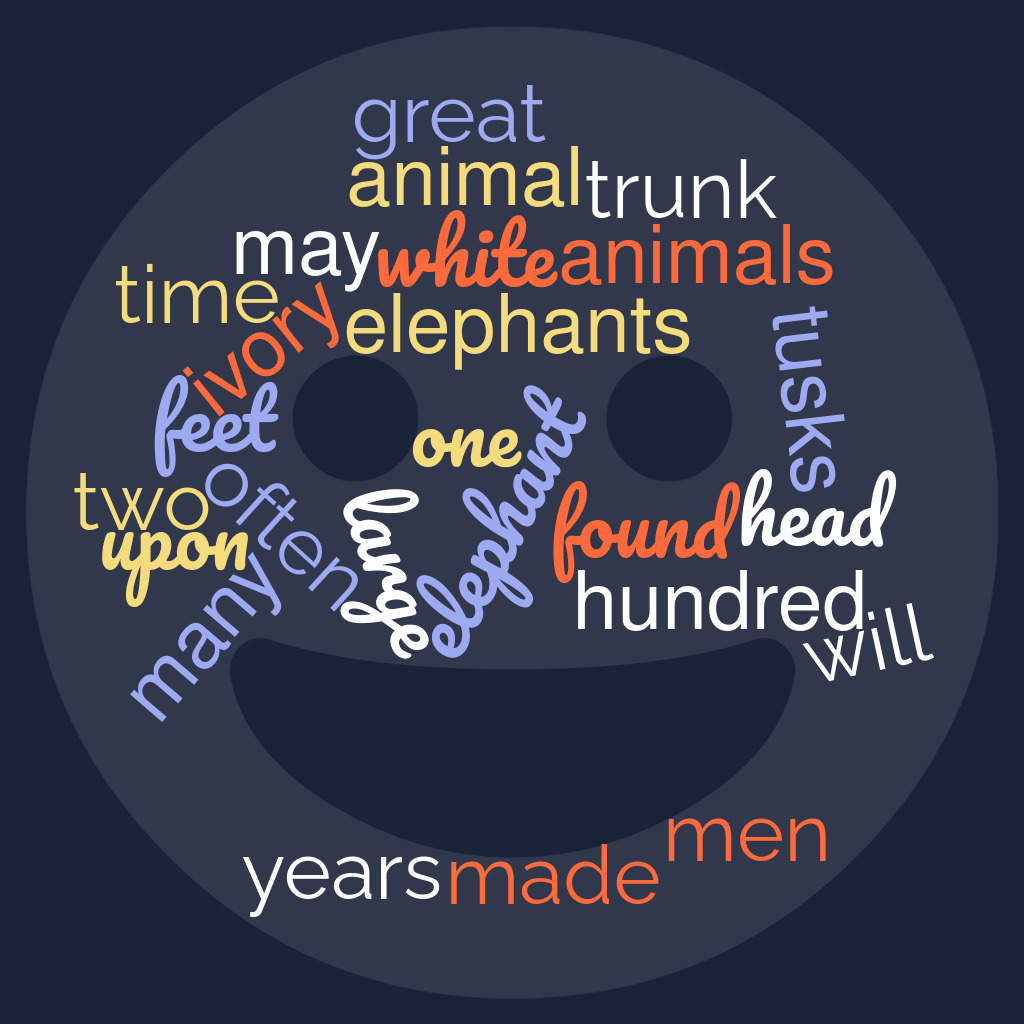 great
animal
trunk
may
white
animals
time
ivory
elephants
tusks
feet
one
elephant
two
often
large
found
head
upon
many
hundred
will
years
made
men